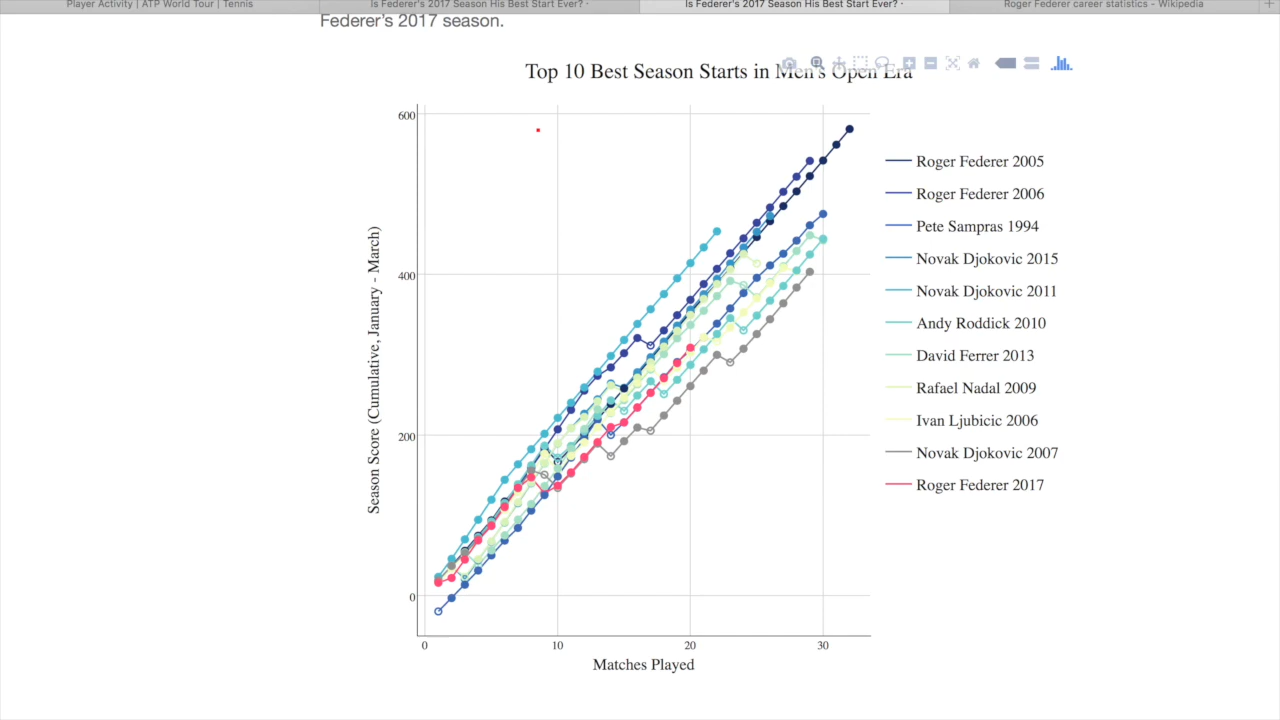 Player Activity | ATP World Tour | Tennis
Is Federer's 2017 Season His Best Start Ever? ·
Is Federer's 2017 Season His Best Start Ever? ·
Roger Federer career statistics - Wikipedia
Federer's 2017 season.
Top 10 Best Season Starts in Men's Open Era
600
400
200
0
Season Score (Cumulative, January - March)
0
10
20
30
Matches Played
Roger Federer 2005
Roger Federer 2006
Pete Sampras 1994
Novak Djokovic 2015
Novak Djokovic 2011
Andy Roddick 2010
David Ferrer 2013
Rafael Nadal 2009
Ivan Ljubicic 2006
Novak Djokovic 2007
Roger Federer 2017